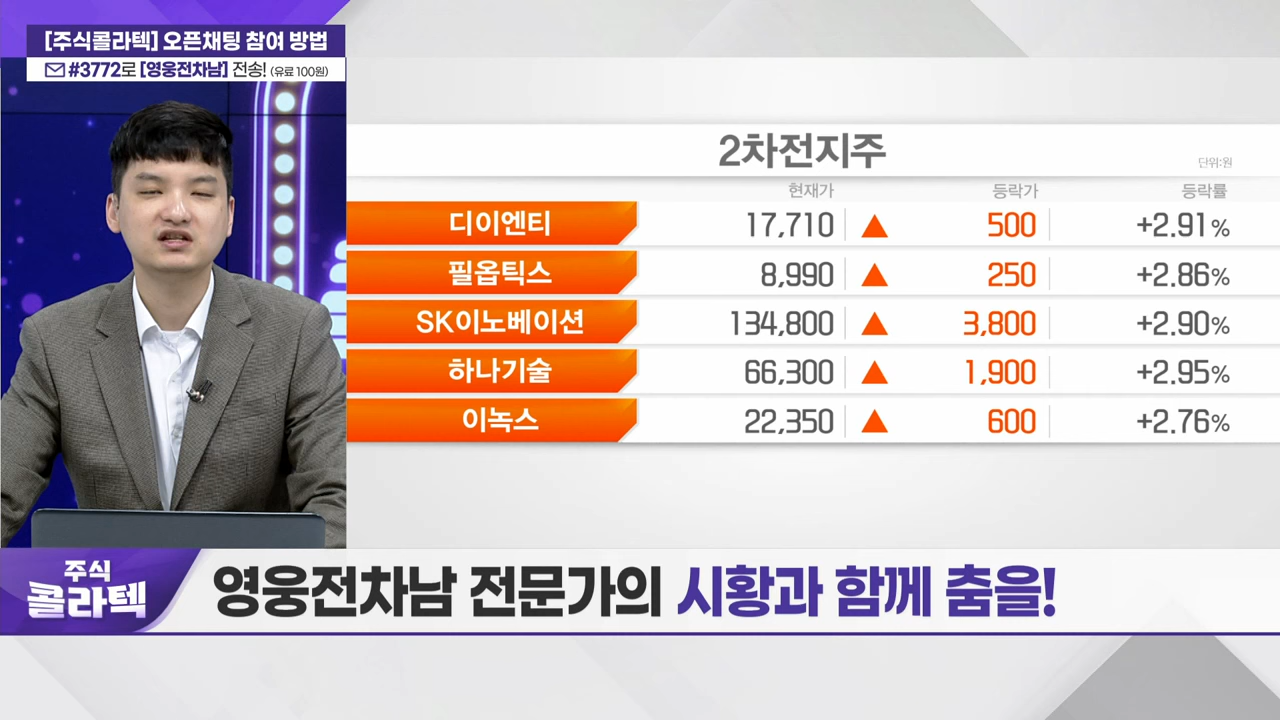 [주식콜라텍] 오픈채팅 참여 방법
#3772로 [영웅전차남] 전송! (유료 100원)
2차전지주
단위:원
현재가 등락가 등락률
디이엔티 17,710 ▲ 500 +2.91%
필옵틱스 8,990 ▲ 250 +2.86%
SK이노베이션 134,800 ▲ 3,800 +2.90%
하나기술 66,300 ▲ 1,900 +2.95%
이녹스 22,350 ▲ 600 +2.76%
주식
콜라텍
영웅전차남 전문가의 시황과 함께 춤을!